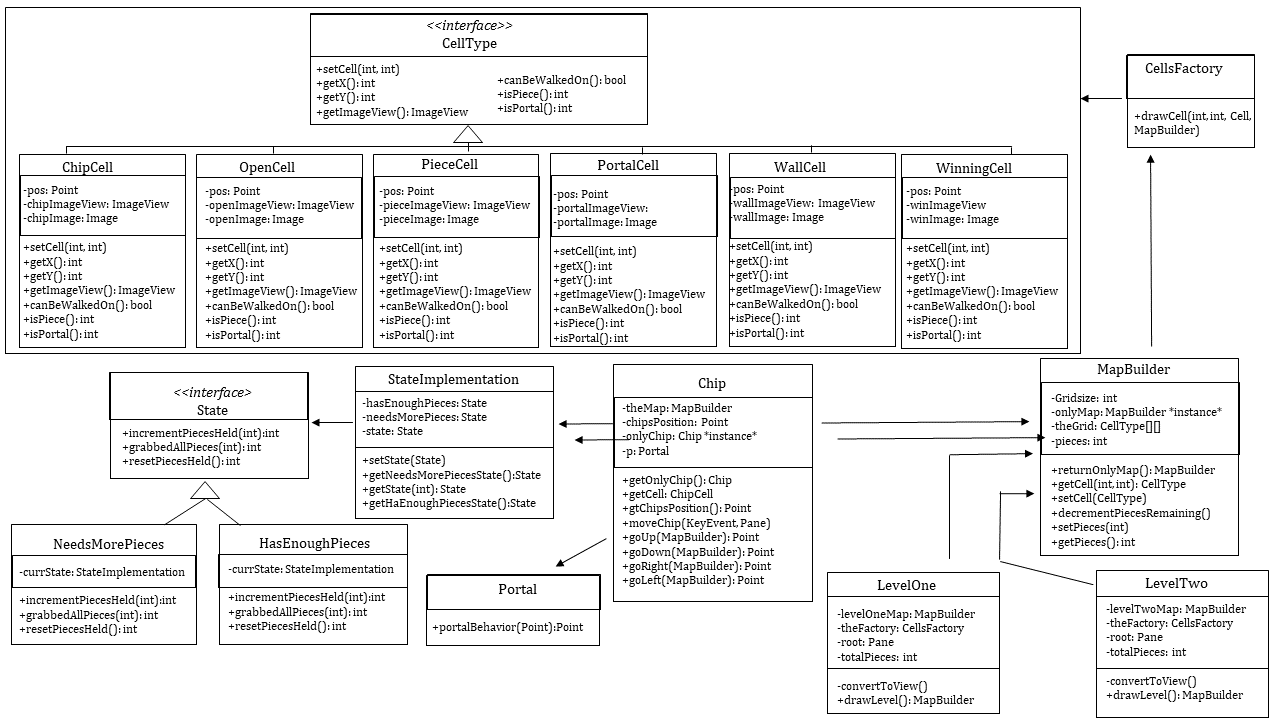 <<interface>>
CellType
+setCell(int, int)
+getX(): int
+getY(): int
+getImageView(): ImageView
+canBeWalkedOn(): bool
+isPiece(): int
+isPortal(): int
CellsFactory
+drawCell(int,int, Cell,
MapBuilder)
ChipCell
-pos: Point
-chipImageView: ImageView
-chipImage: Image
+setCell(int, int)
+getX(): int
+getY(): int
+getImageView(): ImageView
+canBeWalkedOn(): bool
+isPiece(): int
+isPortal(): int
OpenCell
-pos: Point
-openImageView: ImageView
-openImage: Image
+setCell(int, int)
+getX(): int
+getY(): int
+getImageView(): ImageView
+canBeWalkedOn(): bool
+isPiece(): int
+isPortal(): int
PieceCell
-pos: Point
-pieceImageView: ImageView
-pieceImage: Image
+setCell(int, int)
+getX(): int
+getY(): int
+getImageView(): ImageView
+canBeWalkedOn(): bool
+isPiece(): int
+isPortal(): int
PortalCell
-pos: Point
-portalImageView:
-portalImage: Image
+setCell(int, int)
+getX(): int
+getY(): int
+getImageView(): ImageView
+canBeWalkedOn(): bool
+isPiece(): int
+isPortal(): int
WallCell
-pos: Point
-wallImageView: ImageView
-wallImage: Image
+setCell(int, int)
+getX(): int
+getY(): int
+getImageView(): ImageView
+canBeWalkedOn(): bool
+isPiece(): int
+isPortal(): int
WinningCell
-pos: Point
-winImageView
-winImage: Image
+setCell(int, int)
+getX(): int
+getY(): int
+getImageView(): ImageView
+canBeWalkedOn(): bool
+isPiece(): int
+isPortal(): int
<<interface>
State
+incrementPiecesHeld(int):int
+grabbedAllPieces(int): int
+resetPiecesHeld(): int
StateImplementation
-hasEnoughPieces: State
-needsMorePieces: State
-state: State
+setState(State)
+getNeedsMorePiecesState():State
+getState(int): State
+getHaEnoughPiecesState():State
Chip
-theMap: MapBuilder
-chipsPosition: Point
-onlyChip: Chip *instance*
-p: Portal
+getOnlyChip(): Chip
+getCell: ChipCell
+gtChipsPosition(): Point
+moveChip(KeyEvent, Pane)
+goUp(MapBuilder): Point
+goDown(MapBuilder): Point
+goRight(MapBuilder): Point
+goLeft(MapBuilder): Point
MapBuilder
-Gridsize: int
-onlyMap: MapBuilder *instance*
-theGrid: CellType[][]
-pieces: int
+returnOnlyMap(): MapBuilder
+getCell(int, int): CellType
+setCell(CellType)
+decrementPiecesRemaining()
+setPieces(int)
+getPieces(): int
NeedsMorePieces
-currState: StateImplementation
+incrementPiecesHeld(int):int
+grabbedAllPieces(int): int
+resetPiecesHeld(): int
HasEnoughPieces
-currState: StateImplementation
+incrementPiecesHeld(int):int
+grabbedAllPieces(int): int
+resetPiecesHeld(): int
Portal
+portalBehavior(Point):Point
LevelOne
-levelOneMap: MapBuilder
-theFactory: CellsFactory
-root: Pane
-totalPieces: int
-convertToView()
+drawLevel(): MapBuilder
LevelTwo
-levelTwoMap: MapBuilder
-theFactory: CellsFactory
-root: Pane
-totalPieces: int
-convertToView()
+drawLevel(): MapBuilder